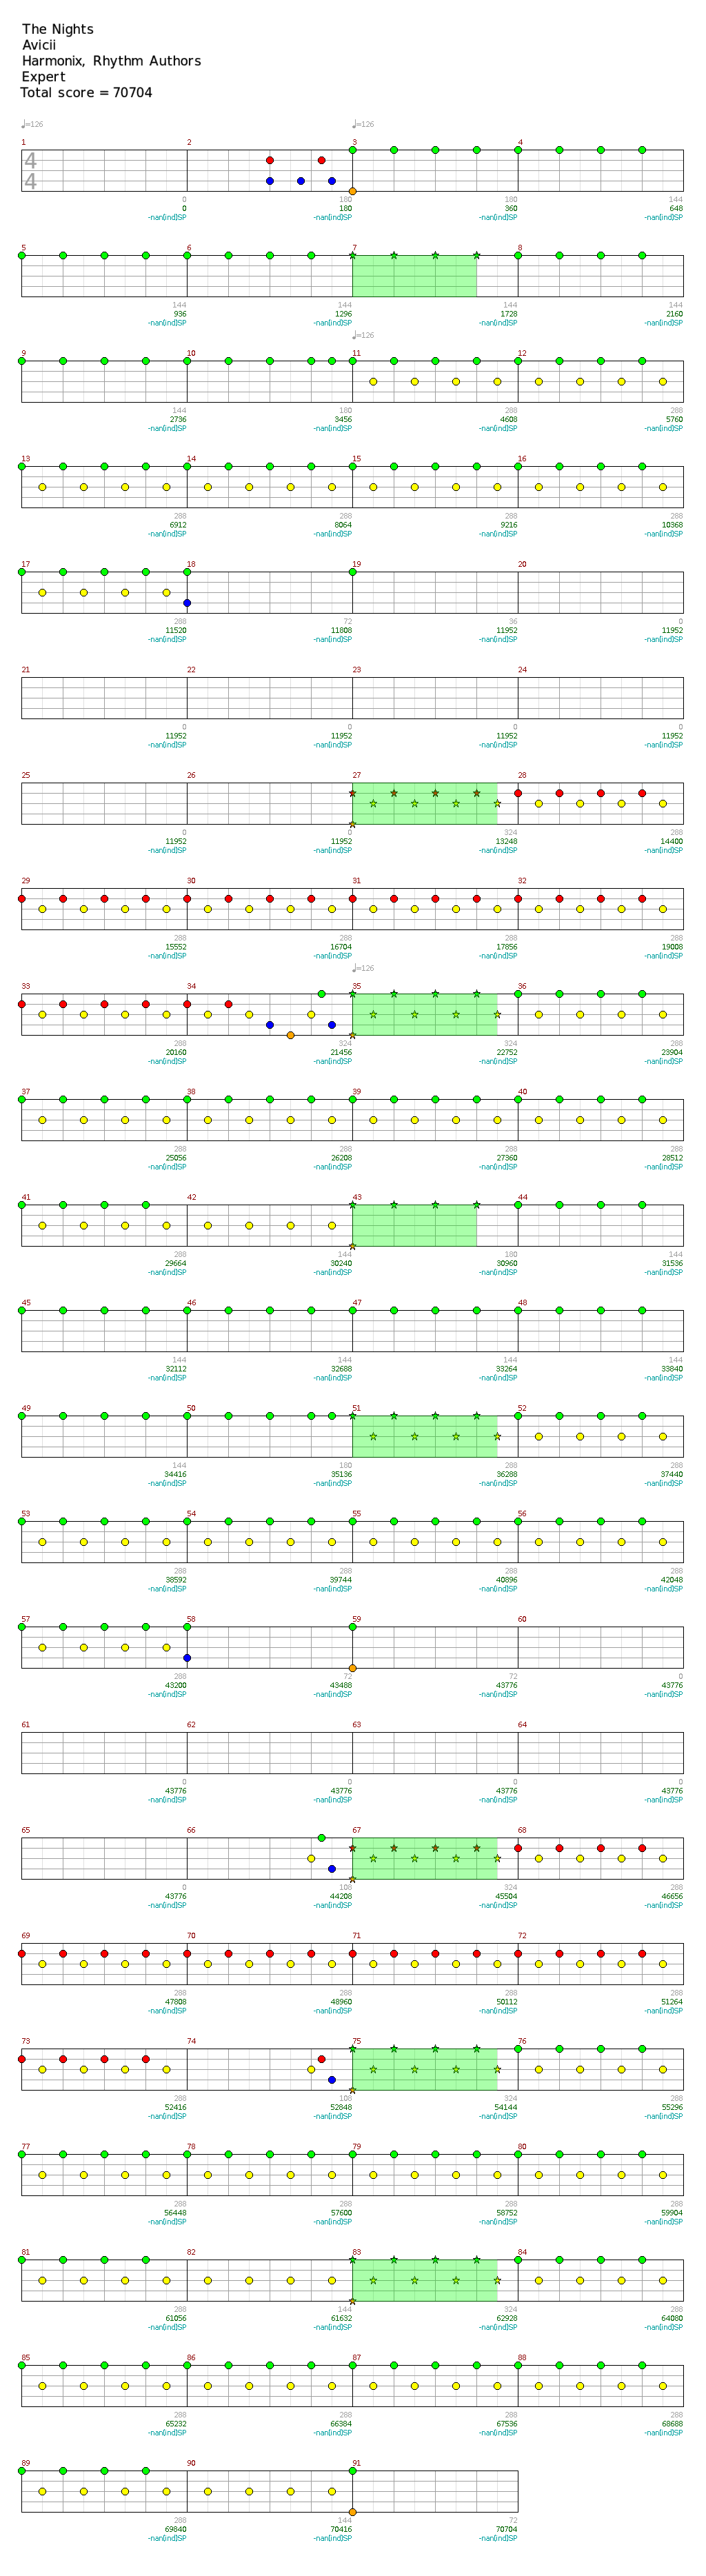 The Nights
Avicii
Harmonix, Rhythm Authors
Expert
Total score = 70704
♩=126 ♩=126
1 2 3 4
4
4
0 180 180 144
0 180 360 648
-nan(ind)SP -nan(ind)SP -nan(ind)SP -nan(ind)SP
5 6 7 8
144 144 144 144
936 1296 1728 2160
-nan(ind)SP -nan(ind)SP -nan(ind)SP -nan(ind)SP
♩=126
9 10 11 12
144 180 288 288
2736 3456 4608 5760
-nan(ind)SP -nan(ind)SP -nan(ind)SP -nan(ind)SP
13 14 15 16
288 288 288 288
6912 8064 9216 10368
-nan(ind)SP -nan(ind)SP -nan(ind)SP -nan(ind)SP
17 18 19 20
288 72 36 0
11520 11808 11952 11952
-nan(ind)SP -nan(ind)SP -nan(ind)SP -nan(ind)SP
21 22 23 24
0 0 0 0
11952 11952 11952 11952
-nan(ind)SP -nan(ind)SP -nan(ind)SP -nan(ind)SP
25 26 27 28
0 0 324 288
11952 11952 13248 14400
-nan(ind)SP -nan(ind)SP -nan(ind)SP -nan(ind)SP
29 30 31 32
288 288 288 288
15552 16704 17856 19008
-nan(ind)SP -nan(ind)SP -nan(ind)SP -nan(ind)SP
♩=126
33 34 35 36
288 324 324 288
20160 21456 22752 23904
-nan(ind)SP -nan(ind)SP -nan(ind)SP -nan(ind)SP
37 38 39 40
288 288 288 288
25056 26208 27360 28512
-nan(ind)SP -nan(ind)SP -nan(ind)SP -nan(ind)SP
41 42 43 44
288 144 180 144
29664 30240 30960 31536
-nan(ind)SP -nan(ind)SP -nan(ind)SP -nan(ind)SP
45 46 47 48
144 144 144 144
32112 32688 33264 33840
-nan(ind)SP -nan(ind)SP -nan(ind)SP -nan(ind)SP
49 50 51 52
144 180 288 288
34416 35136 36288 37440
-nan(ind)SP -nan(ind)SP -nan(ind)SP -nan(ind)SP
53 54 55 56
288 288 288 288
38592 39744 40896 42048
-nan(ind)SP -nan(ind)SP -nan(ind)SP -nan(ind)SP
57 58 59 60
288 72 72 0
43200 43488 43776 43776
-nan(ind)SP -nan(ind)SP -nan(ind)SP -nan(ind)SP
61 62 63 64
0 0 0 0
43776 43776 43776 43776
-nan(ind)SP -nan(ind)SP -nan(ind)SP -nan(ind)SP
65 66 67 68
0 108 324 288
43776 44208 45504 46656
-nan(ind)SP -nan(ind)SP -nan(ind)SP -nan(ind)SP
69 70 71 72
288 288 288 288
47808 48960 50112 51264
-nan(ind)SP -nan(ind)SP -nan(ind)SP -nan(ind)SP
73 74 75 76
288 108 324 288
52416 52848 54144 55296
-nan(ind)SP -nan(ind)SP -nan(ind)SP -nan(ind)SP
77 78 79 80
288 288 288 288
56448 57600 58752 59904
-nan(ind)SP -nan(ind)SP -nan(ind)SP -nan(ind)SP
81 82 83 84
288 144 324 288
61056 61632 62928 64080
-nan(ind)SP -nan(ind)SP -nan(ind)SP -nan(ind)SP
85 86 87 88
288 288 288 288
65232 66384 67536 68688
-nan(ind)SP -nan(ind)SP -nan(ind)SP -nan(ind)SP
89 90 91
288 144 72
69840 70416 70704
-nan(ind)SP -nan(ind)SP -nan(ind)SP